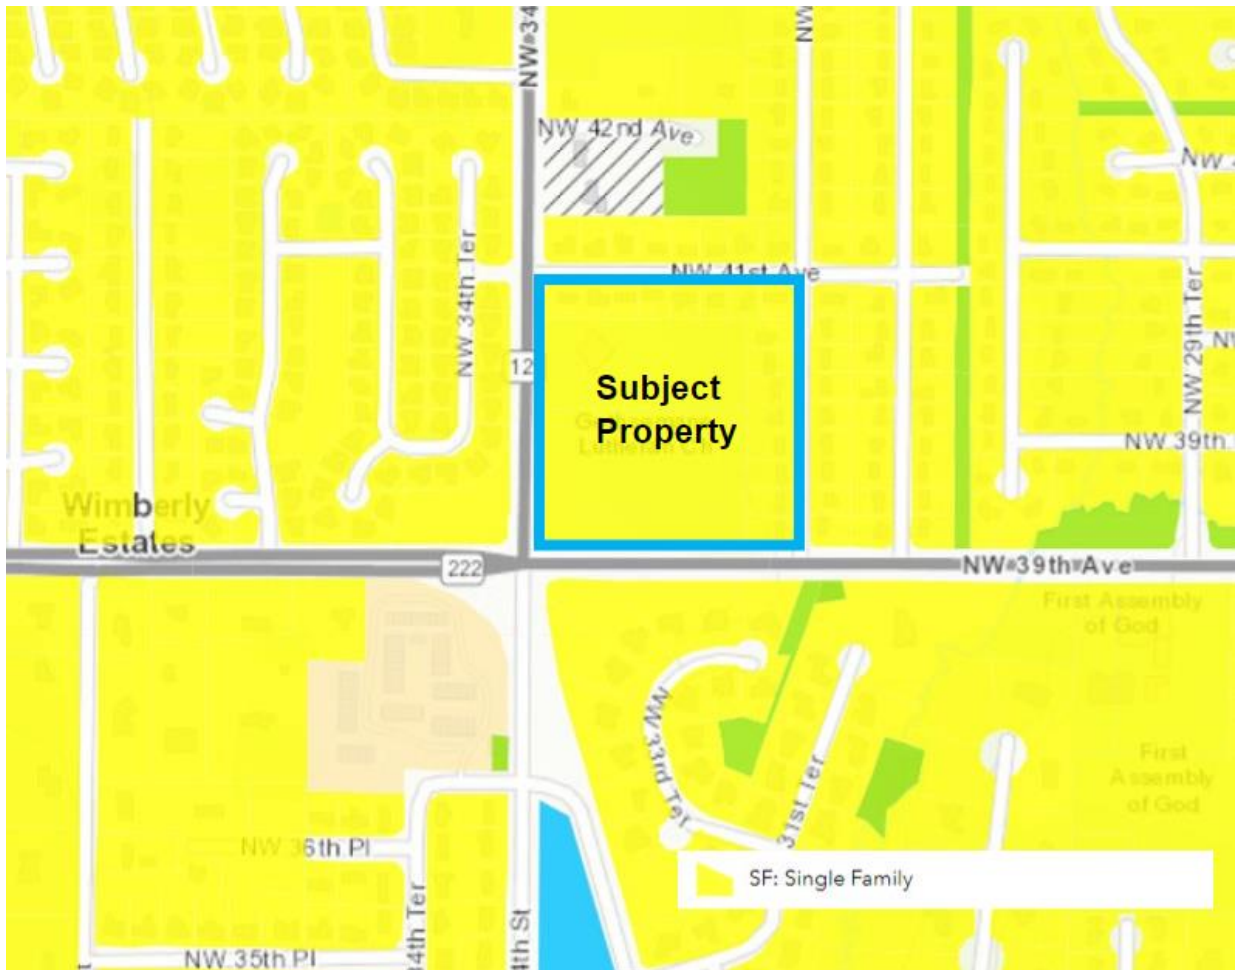 NW 34
NW
NW 42nd Ave
NW
NW 41st Ave
NW 34th Ter
NW 29th Ter
12
Subject
Property
Lutheran Ch
NW 39th
Wimberly
Estates
222
NW 39th Ave
First Assembly
of God
NW 33rd Ter
First
Assembly
of God
31st Ter
NW 36th Pl
SF: Single Family
34th Ter
4th St
NW 35th Pl